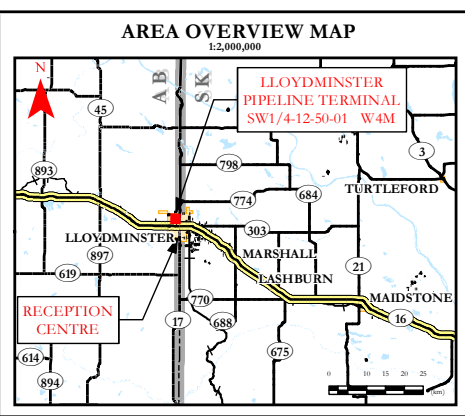 AREA OVERVIEW MAP
1:2,000,000
N
AB
SK
LLOYDMINSTER
PIPELINE TERMINAL
SW1/4-12-50-01 W4M
45
3
798
893
684
TURTLEFORD
774
303
LLOYDMINSTER
MARSHALL
897
21
619
LASHBURN
770
MAIDSTONE
RECEPTION
CENTRE
17
688
16
675
614
894
0 5 10 15 20 25
(km)